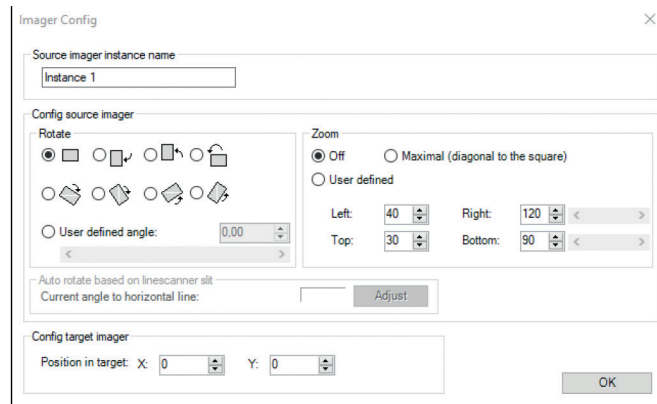 Imager Config
Source imager instance name
Instance 1
Config source imager
Rotate
User defined angle: 0.00
Zoom
Off Maximal (diagonal to the square)
User defined
Left: 40 Right: 120
Top: 30 Bottom: 90
Auto rotate based on linescanner slit
Current angle to horizontal line: Adjust
Config target imager
Position in target: X: 0 Y: 0
OK